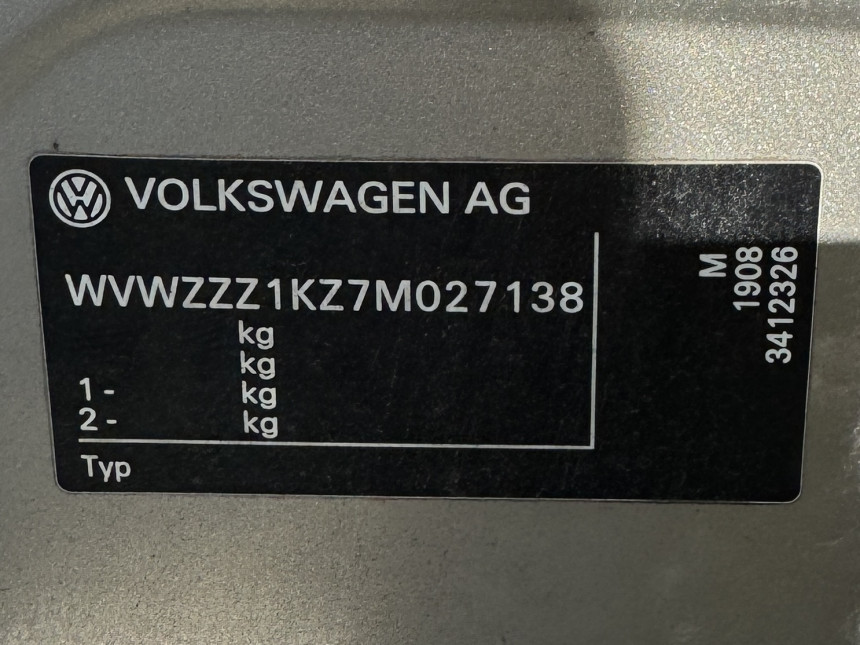 VOLKSWAGEN AG
WVWZZZ1KZ7M027138
kg
kg
1- kg
2- kg
Typ
M
1908
3412326